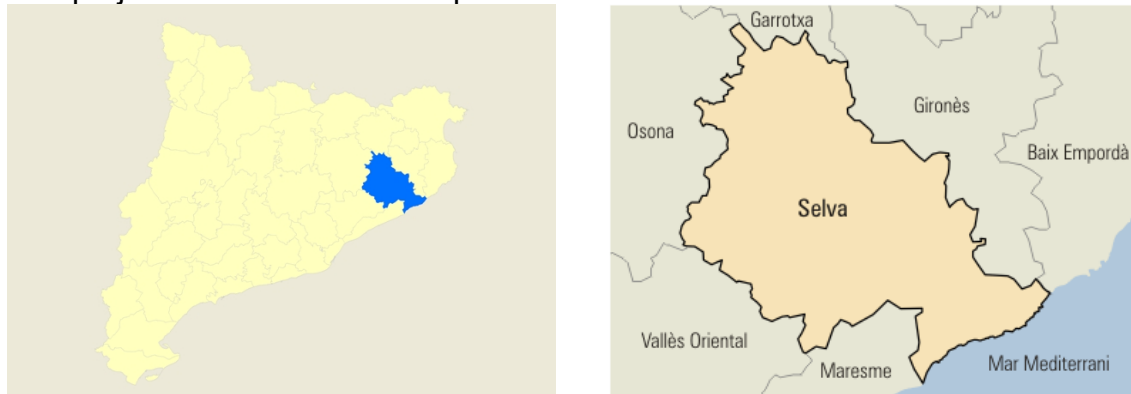 Garrotxa
Gironès
Osona
Baix Empordà
Selva
Vallès Oriental
Maresme
Mar Mediterrani